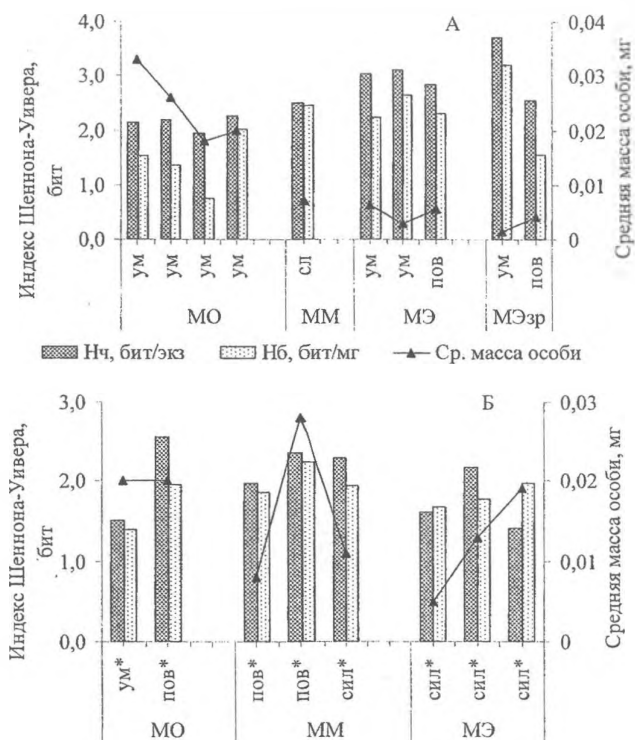 А
Индекс Шеннона-Уивера,
бит
4,0
3,0
2,0
1,0
0,0
0,04
0,03
0,02
0,01
0
Средняя масса особи, мг
ум ум ум ум сл ум ум пов ум пов
МО ММ МЭ МЭзр
Нч, бит/экз Нб, бит/мг Ср. масса особи
Б
Индекс Шеннона-Уивера,
бит
3,0
2,0
1,0
0,0
0,03
0,02
0,01
0
Средняя масса особи, мг
ум* пов* пов* пов* сил* сил* сил* сил*
МО ММ МЭ